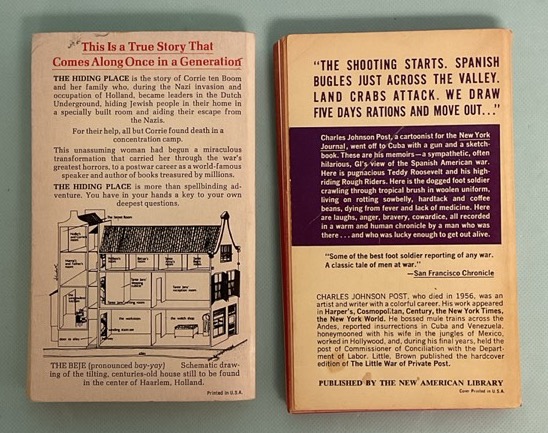 This Is a True Story That
Comes Along Once in a Generation
THE HIDING PLACE is the story of Corrie ten Boom
and her family who, during the Nazi invasion and
occupation of Holland, became leaders in the Dutch
Underground, hiding Jewish people in their home in
a specially built room and aiding their escape from
the Nazis.
For their help, all but Corrie found death in a
concentration camp.
This unassuming woman had begun a miraculous
transformation that carried her through the war's
greatest horrors, to a postwar career as a world-famous
speaker and author of books treasured by millions.
THE HIDING PLACE is more than spellbinding ad-
venture. You have in your hands a key to your own
deepest questions.
The Secret Room
THE BEJE (pronounced bay-yay) Schematic draw-
ing of the tilting, centuries-old house still to be found
in the center of Haarlem, Holland.
Printed in U.S.A.
"THE SHOOTING STARTS. SPANISH
BUGLES JUST ACROSS THE VALLEY.
LAND CRABS ATTACK. WE DRAW
FIVE DAYS RATIONS AND MOVE OUT..."
Charles Johnson Post, a cartoonist for the New York
Journal, went off to Cuba with a gun and a sketch-
book. These are his memoirs—a sympathetic, often
hilarious, GI's view of the Spanish American war.
Here is pugnacious Teddy Roosevelt and his high-
riding Rough Riders. Here is the dogged foot soldier
crawling through tropical brush in woolen uniform,
living on rotting sowbelly, hardtack and coffee
beans, dying from fever and lack of medicine. Here
are laughs, anger, bravery, cowardice, all recorded
in a warm and human chronicle by a man who was
there . . . and who was lucky enough to get out alive.
"Some of the best foot soldier reporting of any war.
A classic tale of men at war."
—San Francisco Chronicle
CHARLES JOHNSON POST, who died in 1956, was an
artist and writer with a colorful career. His work appeared
in Harper's, Cosmopolitan, Century, the New York Times,
the New York World. He bossed mule trains across the
Andes, reported insurrections in Cuba and Venezuela,
honeymooned with his wife in the jungles of Mexico,
worked in Hollywood, and, during his final years, held the
post of Commissioner of Conciliation with the Depart-
ment of Labor. Little, Brown published the hardcover
edition of The Little War of Private Post.
PUBLISHED BY THE NEW AMERICAN LIBRARY
Cover Printed in U.S.A.